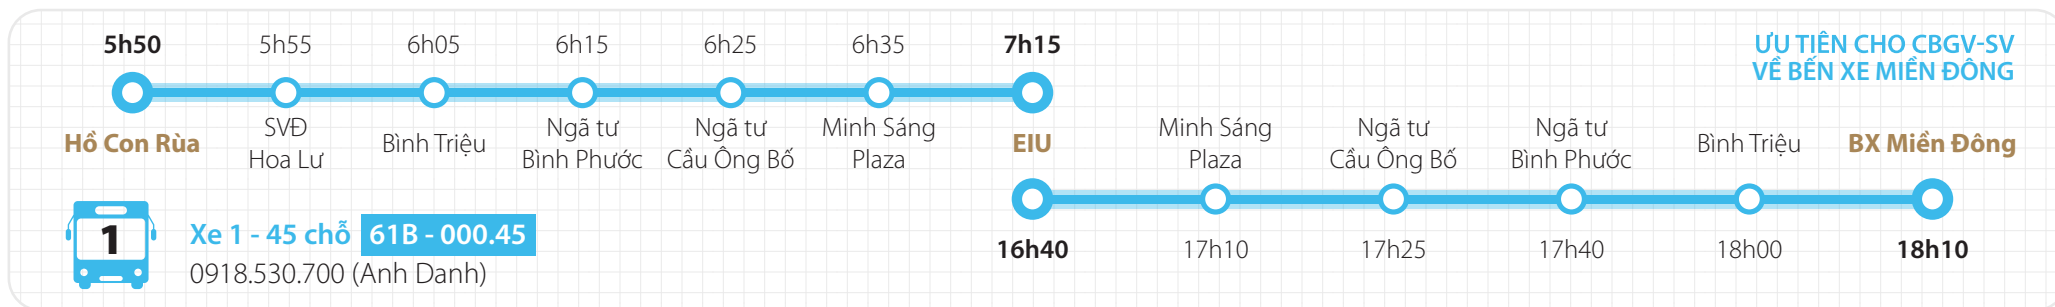 5h50 5h55 6h05 6h15 6h25 6h35 7h15
ƯU TIÊN CHO CBGV-SV
VỀ BẾN XE MIỀN ĐÔNG
Hồ Con Rùa
SVĐ
Hoa Lư
Bình Triệu
Ngã tư
Bình Phước
Ngã tư
Cầu Ông Bố
Minh Sáng
Plaza
EIU
Minh Sáng
Plaza
Ngã tư
Cầu Ông Bố
Ngã tư
Bình Phước
Bình Triệu
BX Miền Đông
16h40 17h10 17h25 17h40 18h00 18h10
1
Xe 1 - 45 chỗ 61B - 000.45
0918.530.700 (Anh Danh)